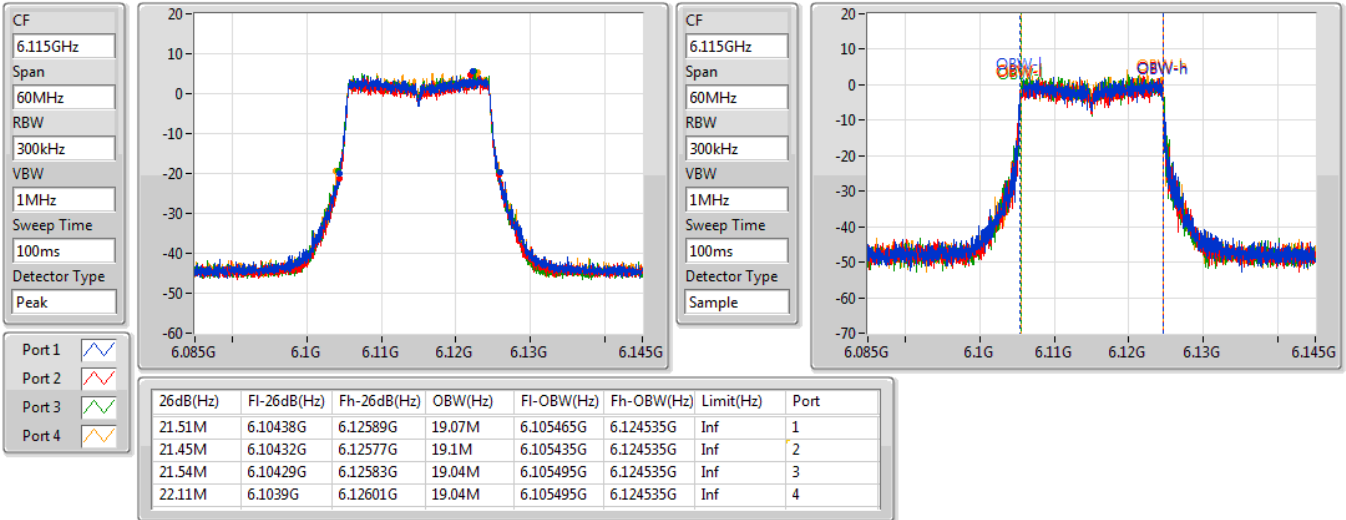 CF
6.115GHz
Span
60MHz
RBW
300kHz
VBW
1MHz
Sweep Time
100ms
Detector Type
Peak
20
10
0
-10
-20
-30
-40
-50
-60
6.085G 6.1G 6.11G 6.12G 6.13G 6.145G
CF
6.115GHz
Span
60MHz
RBW
300kHz
VBW
1MHz
Sweep Time
100ms
Detector Type
Sample
20
10
0
-10
-20
-30
-40
-50
-60
-70
OBW-l OBW-h
OBW-l
6.085G 6.1G 6.11G 6.12G 6.13G 6.145G
Port 1
Port 2
Port 3
Port 4
26dB(Hz) Fl-26dB(Hz) Fh-26dB(Hz) OBW(Hz) Fl-OBW(Hz) Fh-OBW(Hz) Limit(Hz) Port
21.51M 6.10438G 6.12589G 19.07M 6.105465G 6.124535G Inf 1
21.45M 6.10432G 6.12577G 19.1M 6.105435G 6.124535G Inf 2
21.54M 6.10429G 6.12583G 19.04M 6.105495G 6.124535G Inf 3
22.11M 6.1039G 6.12601G 19.04M 6.105495G 6.124535G Inf 4